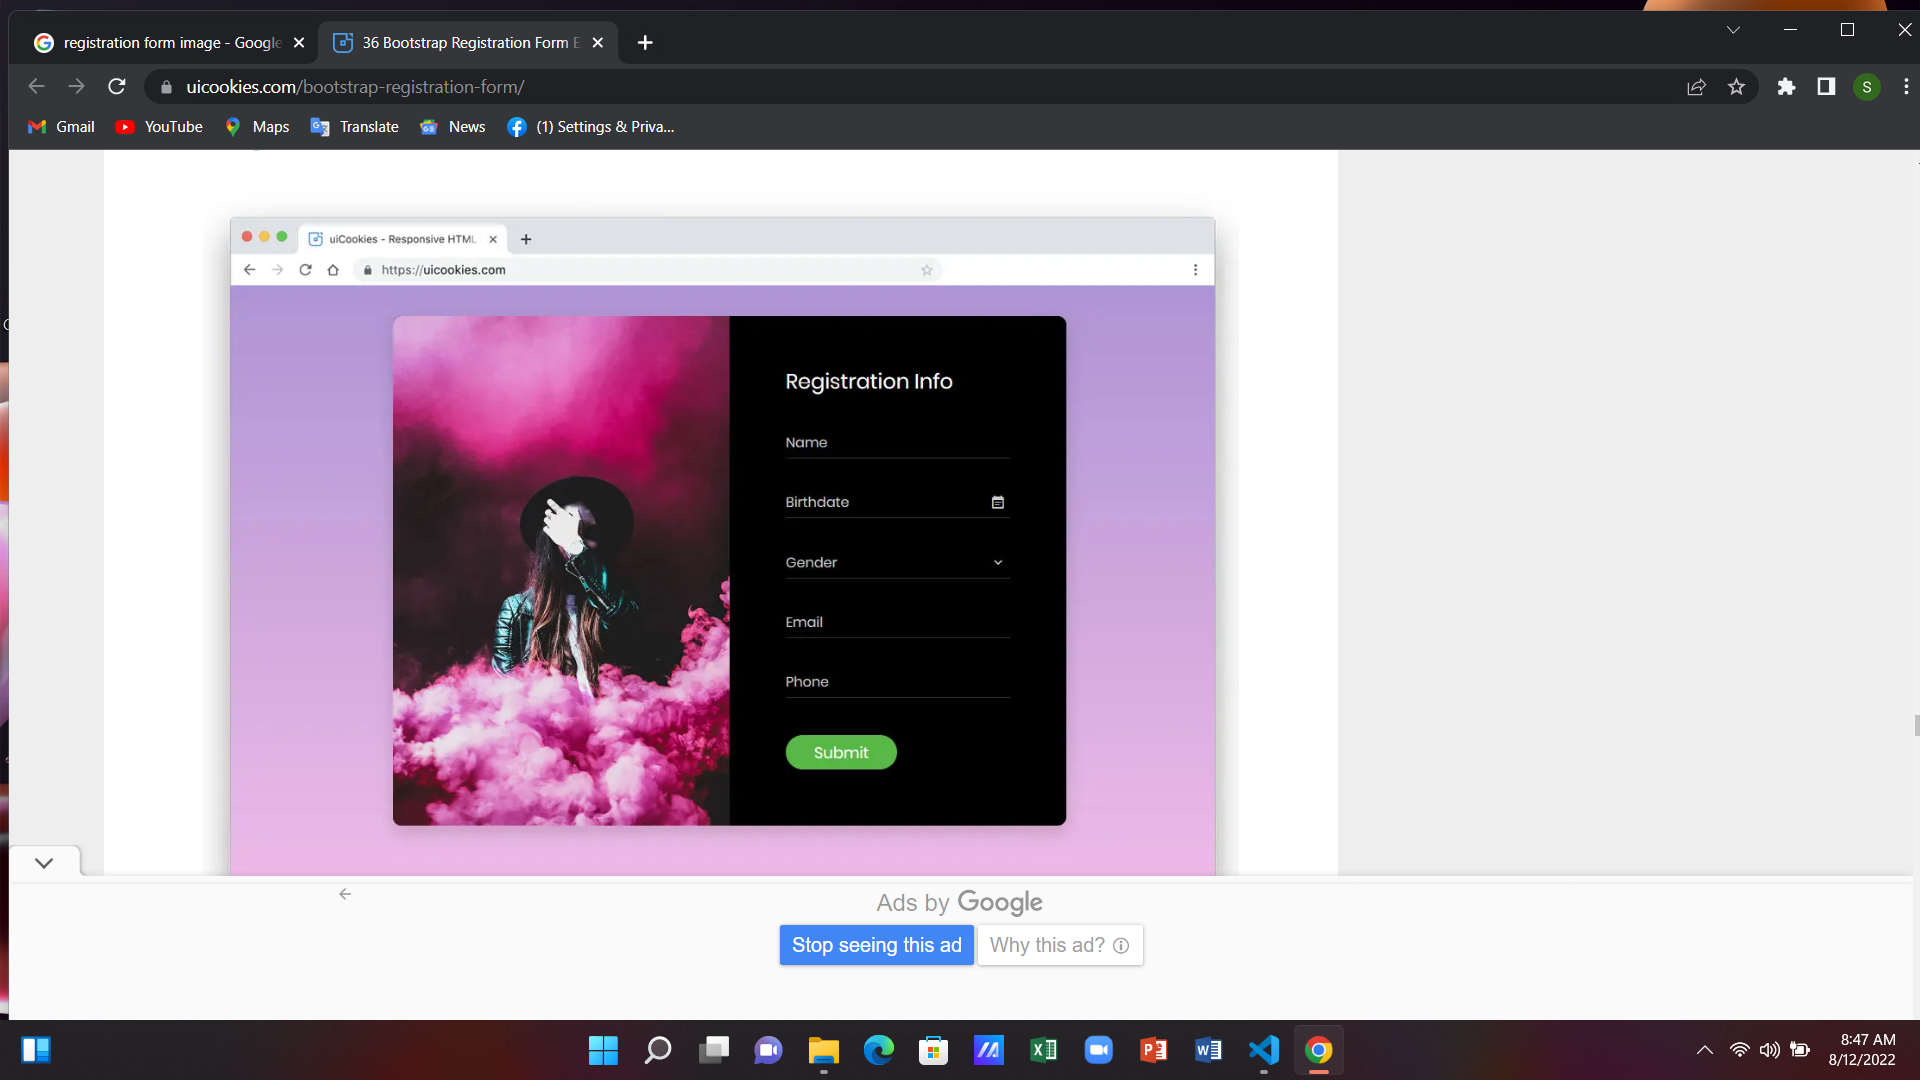 registration form image - Google
36 Bootstrap Registration Form E
uicookies.com/bootstrap-registration-form/
S
Gmail
YouTube
Maps
Translate
News
(1) Settings & Priva...
uiCookies - Responsive HTML
https://uicookies.com
Registration Info
Name
Birthdate
Gender
Email
Phone
Submit
Ads by Google
Stop seeing this ad
Why this ad?
8:47 AM
8/12/2022